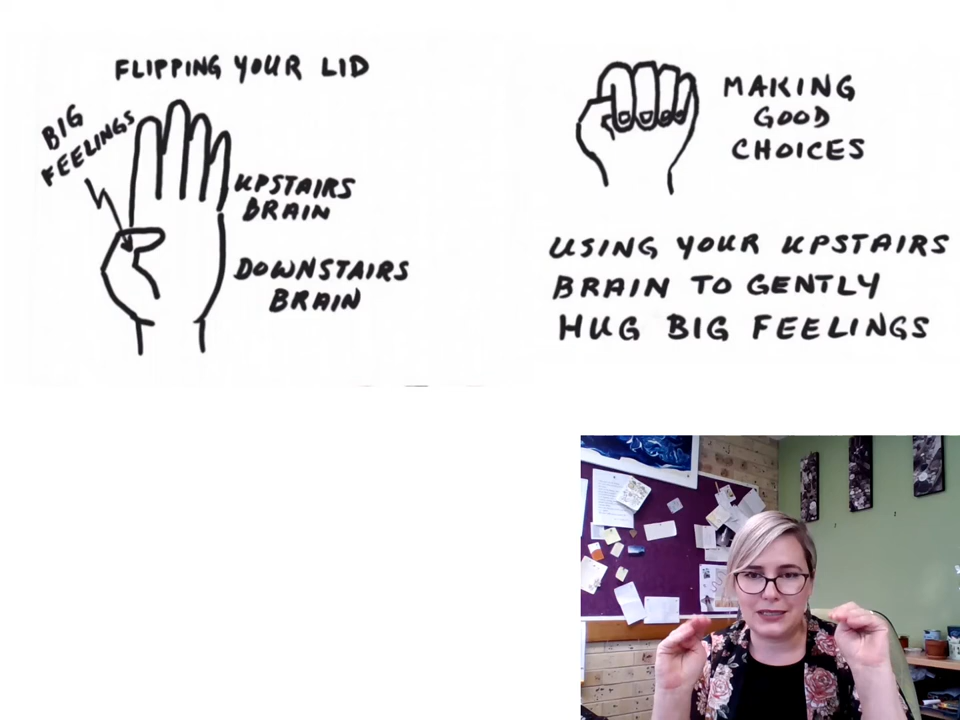 FLIPPING YOUR LID
BIG
FEELINGS
UPSTAIRS
BRAIN
DOWNSTAIRS
BRAIN
MAKING
GOOD
CHOICES
USING YOUR UPSTAIRS
BRAIN TO GENTLY
HUG BIG FEELINGS